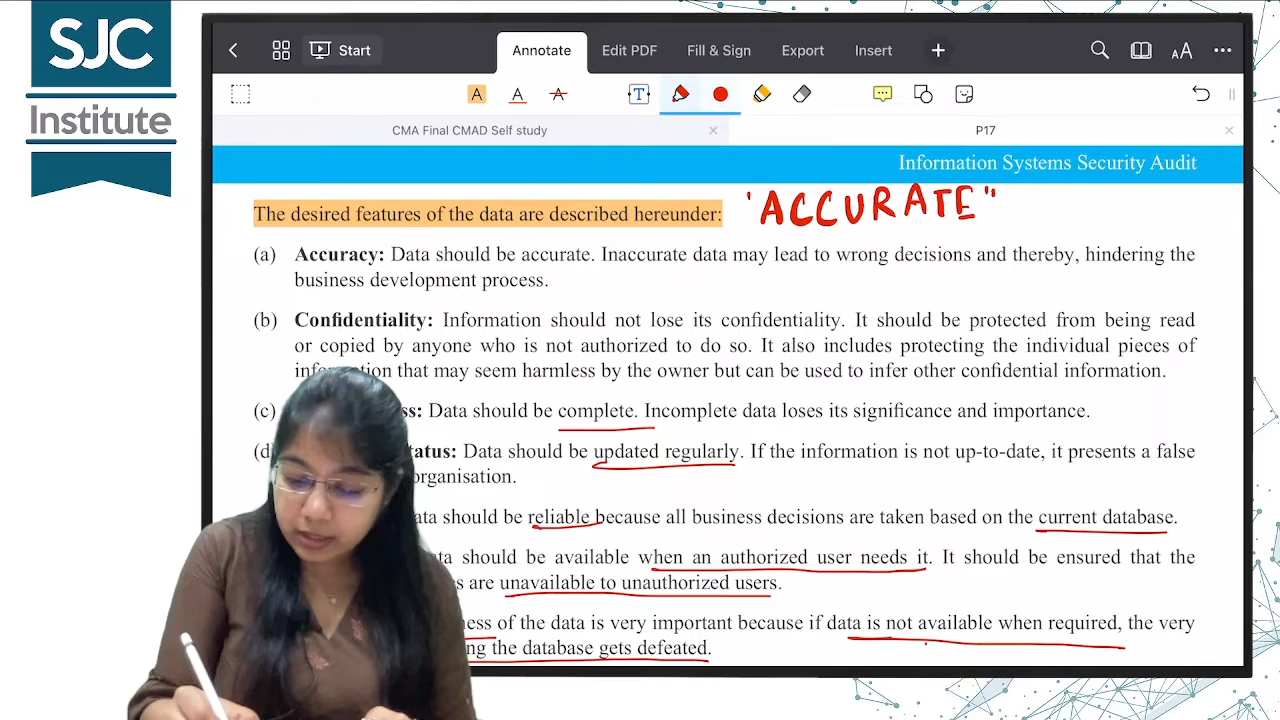 SJC
Institute
Start
Annotate
Edit PDF
Fill & Sign
Export
Insert
CMA Final CMAD Self study
P17
Information Systems Security Audit
The desired features of the data are described hereunder:
'ACCURATE"
(a) Accuracy: Data should be accurate. Inaccurate data may lead to wrong decisions and thereby, hindering the
business development process.
(b) Confidentiality: Information should not lose its confidentiality. It should be protected from being read
or copied by anyone who is not authorized to do so. It also includes protecting the individual pieces of
that may seem harmless by the owner but can be used to infer other confidential information.
(c) Data should be complete. Incomplete data loses its significance and importance.
(d) Data should be updated regularly. If the information is not up-to-date, it presents a false
organisation.
should be reliable because all business decisions are taken based on the current database.
should be available when an authorized user needs it. It should be ensured that the
are unavailable to unauthorized users.
of the data is very important because if data is not available when required, the very
the database gets defeated.